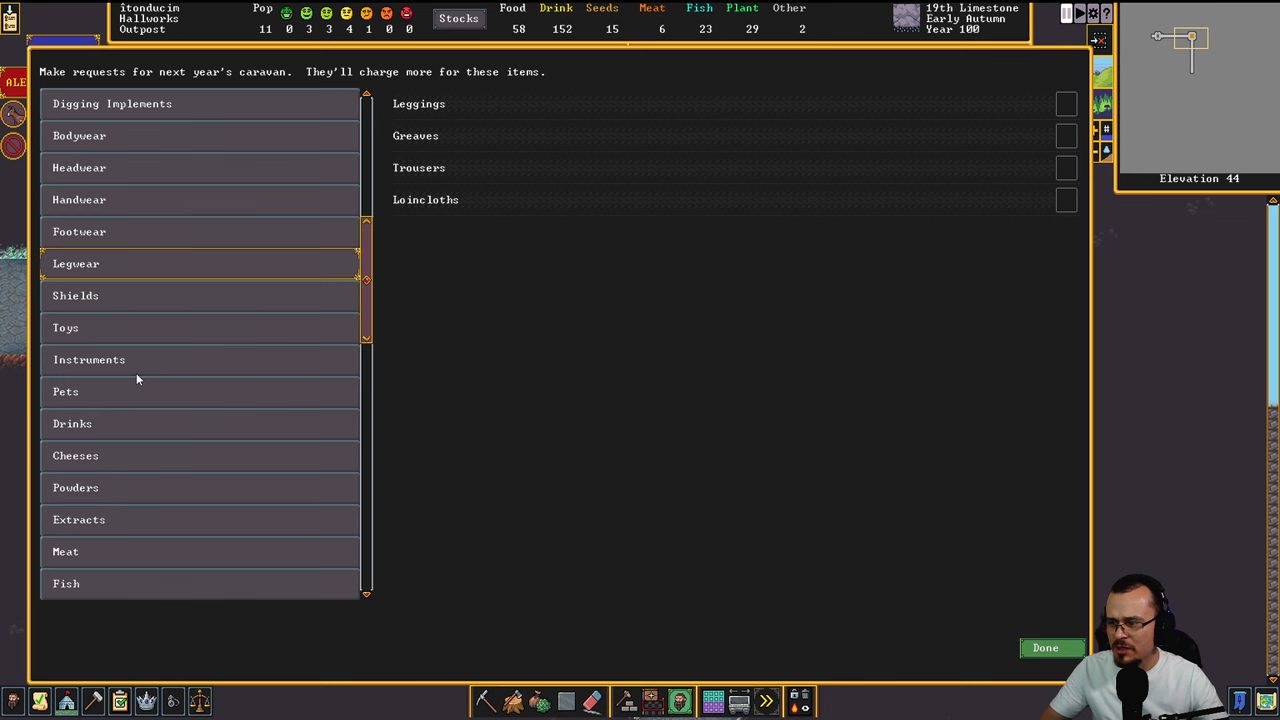 îtonducim
Hallworks
Outpost
Pop
11 0 3 3 4 1 0 0
Stocks
Food Drink Seeds Meat Fish Plant Other
58 152 15 6 23 29 2
19th Limestone
Early Autumn
Year 100
ALE
Make requests for next year's caravan. They'll charge more for these items.
Digging Implements
Bodywear
Headwear
Handwear
Footwear
Legwear
Shields
Toys
Instruments
Pets
Drinks
Cheeses
Powders
Extracts
Meat
Fish
Leggings
Greaves
Trousers
Loincloths
Done
Elevation 44